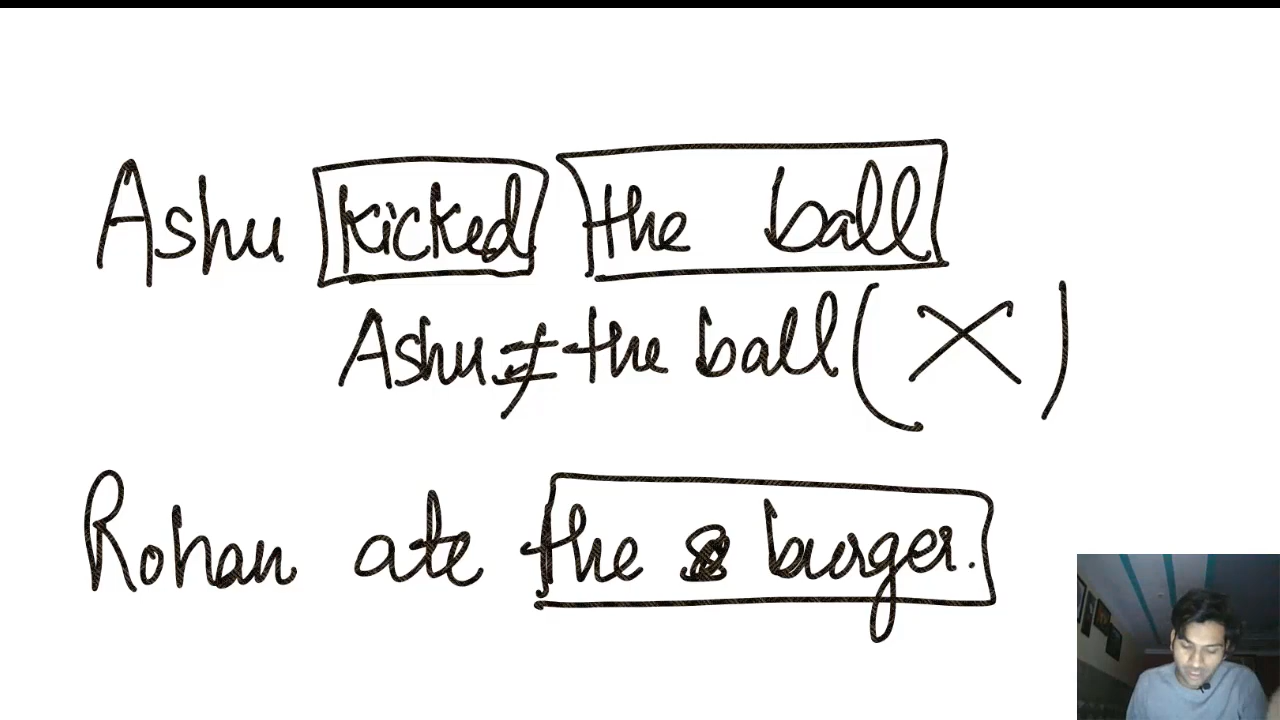 Ashu kicked the ball
Ashu ≠ the ball (X)
Rohan ate the burger.